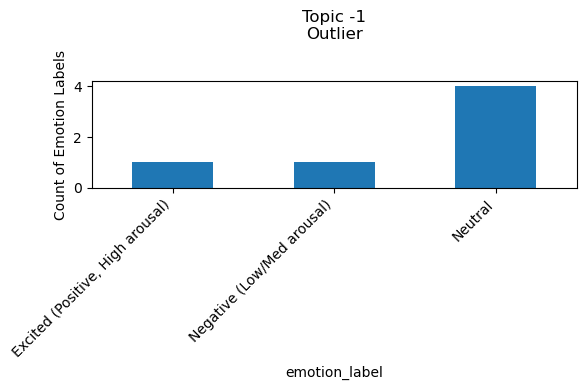 Topic -1
Outlier
Count of Emotion Labels
4
2
0
Excited (Positive, High arousal)
Negative (Low/Med arousal)
Neutral
emotion_label